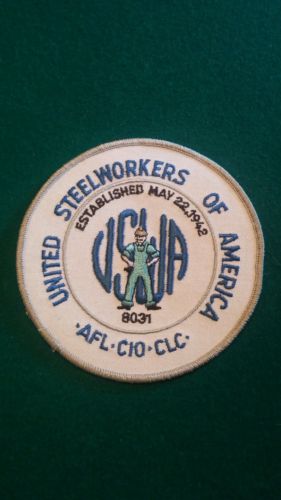 UNITED STEELWORKERS OF AMERICA
ESTABLISHED MAY 22, 1942
USWA
8031
·AFL·CIO·CLC·